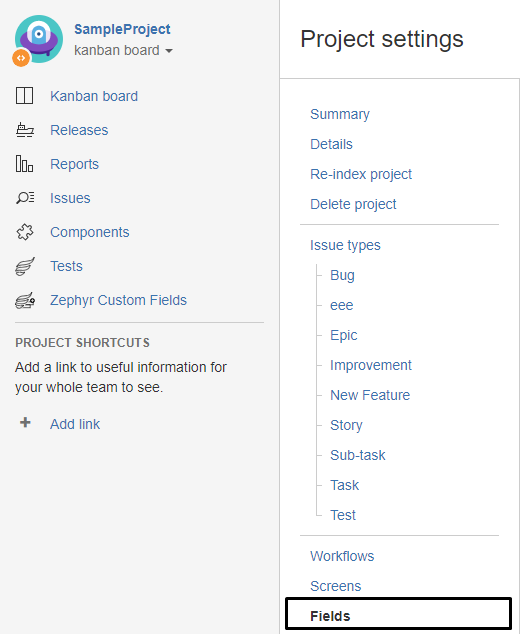 SampleProject
kanban board
Kanban board
Releases
Reports
Issues
Components
Tests
Zephyr Custom Fields
PROJECT SHORTCUTS
Add a link to useful information for
your whole team to see.
Add link
Project settings
Summary
Details
Re-index project
Delete project
Issue types
Bug
eee
Epic
Improvement
New Feature
Story
Sub-task
Task
Test
Workflows
Screens
Fields